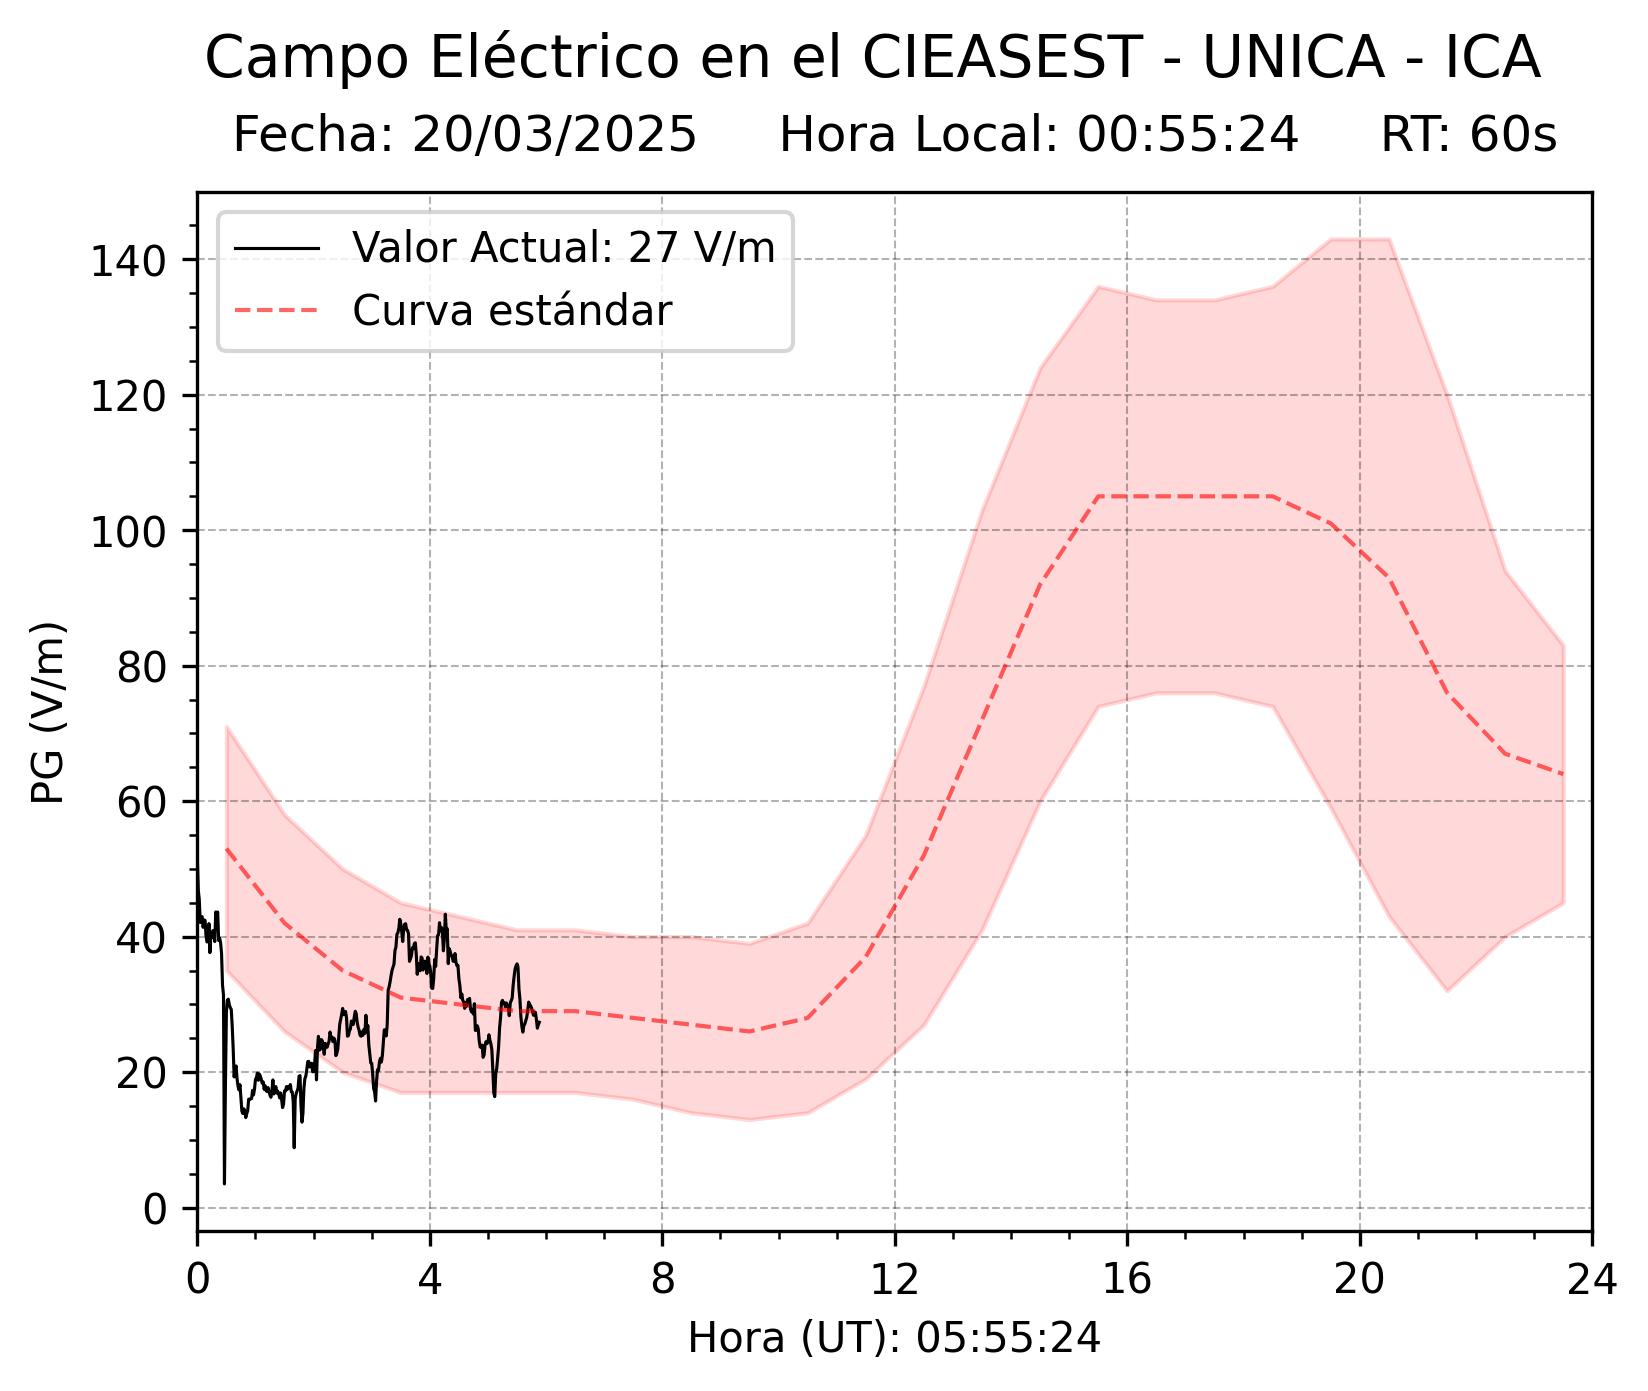 Campo Eléctrico en el CIEASEST - UNICA - ICA
Fecha: 20/03/2025 Hora Local: 00:55:24 RT: 60s
Valor Actual: 27 V/m
Curva estándar
140
120
100
80
60
40
20
0
PG (V/m)
0 4 8 12 16 20 24
Hora (UT): 05:55:24